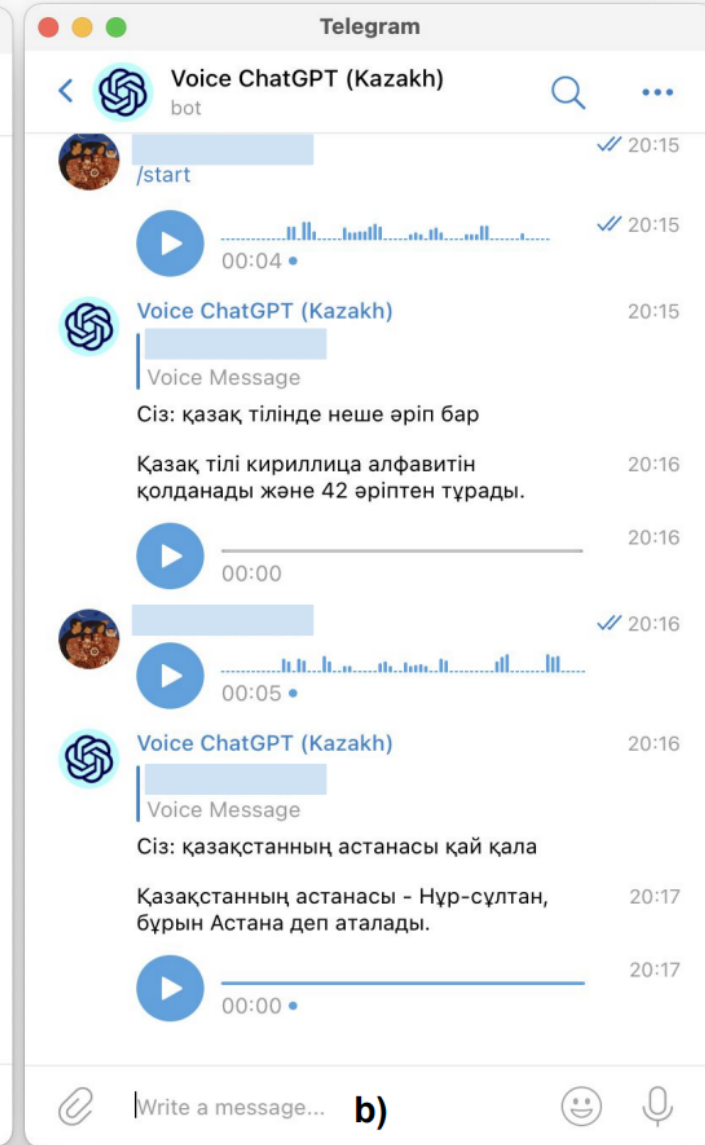 Telegram
Voice ChatGPT (Kazakh)
bot
20:15
/start
20:15
00:04
Voice ChatGPT (Kazakh) 20:15
Voice Message
Сіз: қазақ тілінде неше әріп бар
Қазақ тілі кириллица алфавитін 20:16
қолданады және 42 әріптен тұрады.
20:16
00:00
20:16
00:05
Voice ChatGPT (Kazakh) 20:16
Voice Message
Сіз: қазақстанның астанасы қай қала
Қазақстанның астанасы - Нұр-сұлтан, 20:17
бұрын Астана деп аталады.
20:17
00:00
Write a message... b)